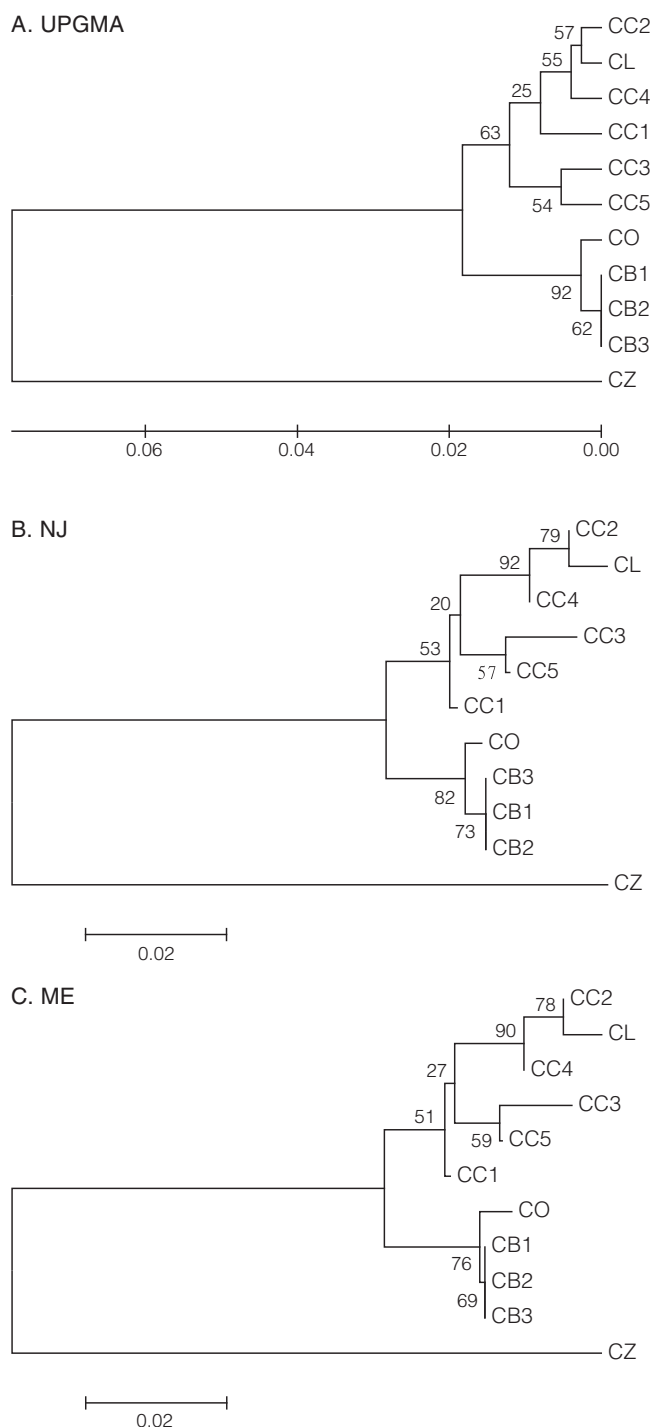 A. UPGMA
57 CC2
CL
55
CC4
25
CC1
63
CC3
54 CC5
CO
CB1
92
CB2
62
CB3
CZ
0.06 0.04 0.02 0.00
B. NJ
79 CC2
92 CL
CC4
20
CC3
53
57 CC5
CC1
CO
CB3
82
CB1
73
CB2
CZ
0.02
C. ME
78 CC2
90 CL
CC4
27
CC3
51
59 CC5
CC1
CO
CB1
76
CB2
69
CB3
CZ
0.02